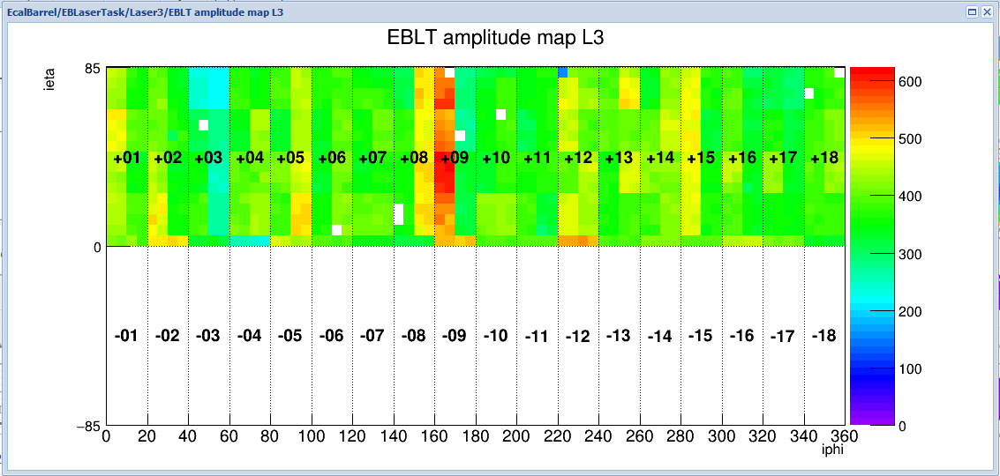 EcalBarrel/EBLaserTask/Laser3/EBLT amplitude map L3
EBLT amplitude map L3
ieta
85
0
−85
+01 +02 +03 +04 +05 +06 +07 +08 +09 +10 +11 +12 +13 +14 +15 +16 +17 +18
-01 -02 -03 -04 -05 -06 -07 -08 -09 -10 -11 -12 -13 -14 -15 -16 -17 -18
0 20 40 60 80 100 120 140 160 180 200 220 240 260 280 300 320 340 360
iphi
600
500
400
300
200
100
0